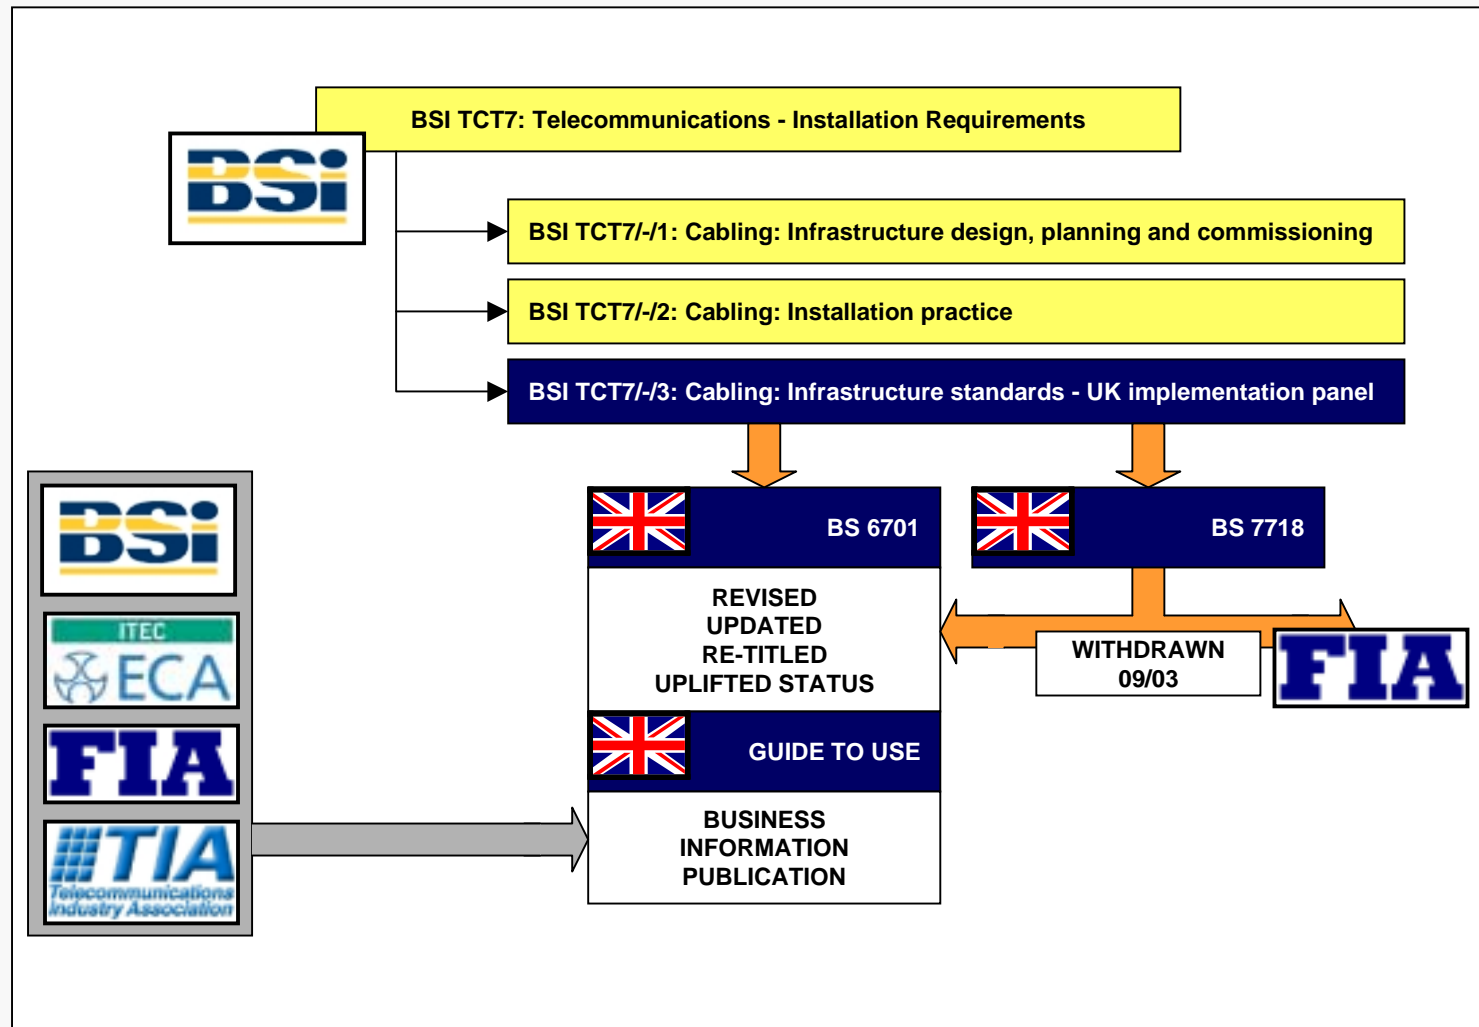 BSI TCT7: Telecommunications - Installation Requirements
BSi
BSI TCT7/-/1: Cabling: Infrastructure design, planning and commissioning
BSI TCT7/-/2: Cabling: Installation practice
BSI TCT7/-/3: Cabling: Infrastructure standards - UK implementation panel
BSi
ITEC
ECA
FIA
TIA
Telecommunications
Industry Association
BS 6701
REVISED
UPDATED
RE-TITLED
UPLIFTED STATUS
GUIDE TO USE
BUSINESS
INFORMATION
PUBLICATION
BS 7718
WITHDRAWN
09/03
FIA